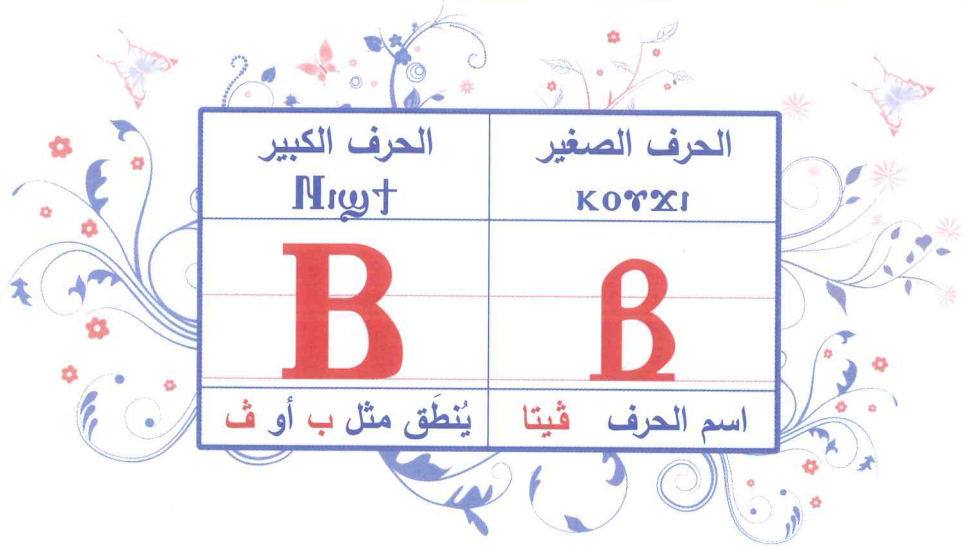 الحرف الصغير
ⲕⲟⲩϫⲓ
الحرف الكبير
Ⲛⲓϣϯ
ⲃ
Ⲃ
اسم الحرف ڤيتا
يُنطَق مثل ب أو ڤ